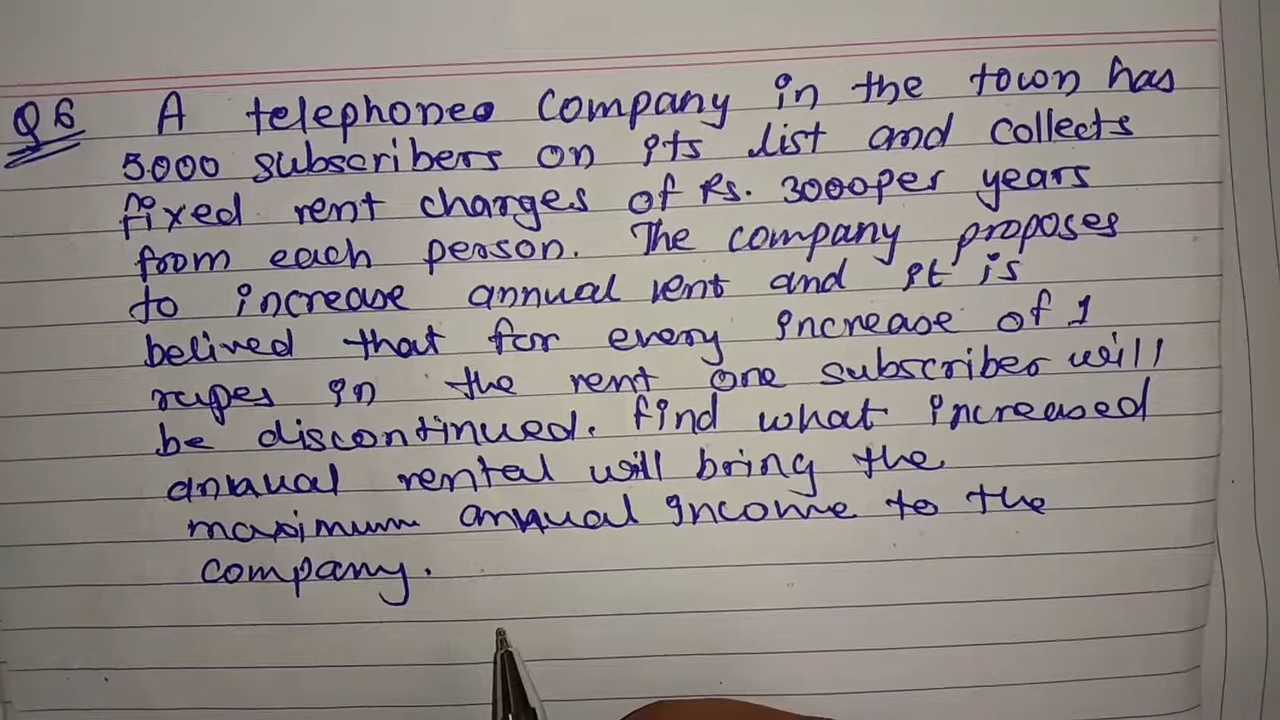 Q6 A telephone company in the town has
5000 subscribers on its list and collects
fixed rent charges of Rs. 3000 per years
from each person. The company proposes
to increase annual rent and it is
belived that for every increase of 1
rupes in the rent one subscriber will
be discontinued. find what increased
annual rental will bring the
maximum annual income to the
company.